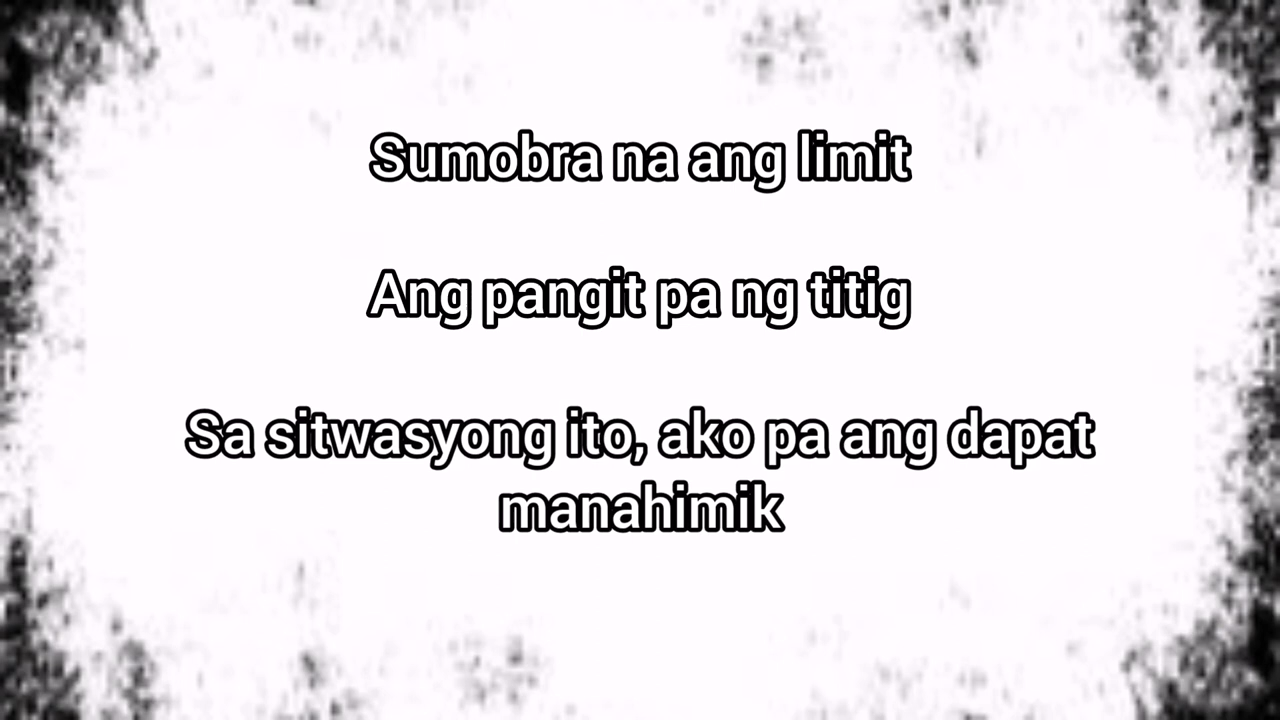 Sumobra na ang limit
Ang pangit pa ng titig
Sa sitwasyong ito, ako pa ang dapat
manahimik